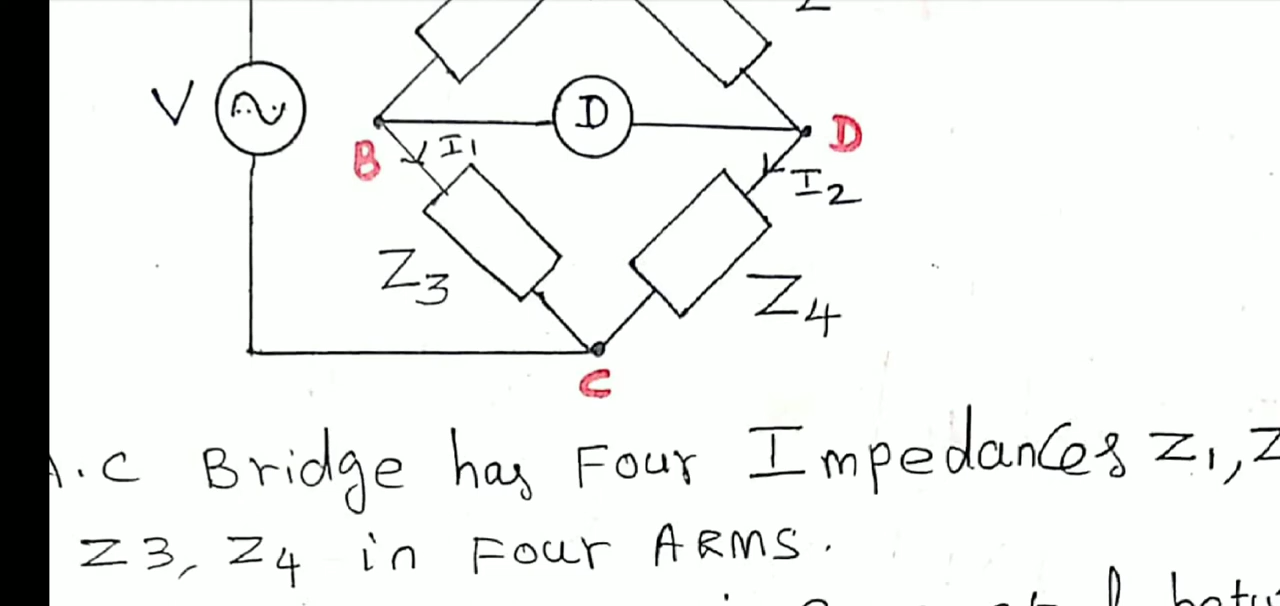 V
D
B
D
I1
I2
Z3
Z4
C
A.C Bridge has Four Impedances Z1, Z
Z3, Z4 in Four ARMS.